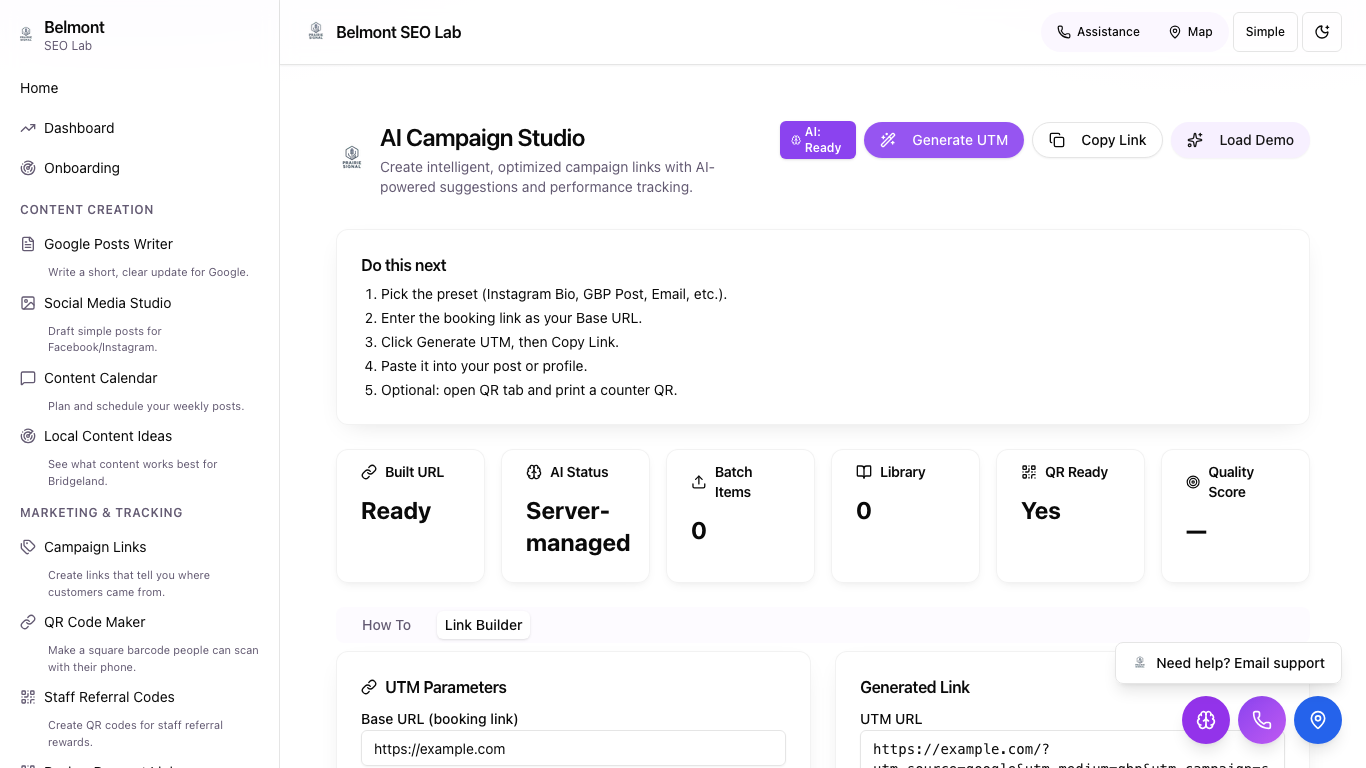 Belmont
SEO Lab
Home
Dashboard
Onboarding
CONTENT CREATION
Google Posts Writer
Write a short, clear update for Google.
Social Media Studio
Draft simple posts for
Facebook/Instagram.
Content Calendar
Plan and schedule your weekly posts.
Local Content Ideas
See what content works best for
Bridgeland.
MARKETING & TRACKING
Campaign Links
Create links that tell you where
customers came from.
QR Code Maker
Make a square barcode people can scan
with their phone.
Staff Referral Codes
Create QR codes for staff referral
rewards.
Belmont SEO Lab
Assistance
Map
Simple
PRAIRIE
SIGNAL
AI Campaign Studio
Create intelligent, optimized campaign links with AI-
powered suggestions and performance tracking.
AI:
Ready
Generate UTM
Copy Link
Load Demo
Do this next
1. Pick the preset (Instagram Bio, GBP Post, Email, etc.).
2. Enter the booking link as your Base URL.
3. Click Generate UTM, then Copy Link.
4. Paste it into your post or profile.
5. Optional: open QR tab and print a counter QR.
Built URL
Ready
AI Status
Server-
managed
Batch
Items
0
Library
0
QR Ready
Yes
Quality
Score
—
How To
Link Builder
UTM Parameters
Base URL (booking link)
https://example.com
Generated Link
UTM URL
https://example.com/?
Need help? Email support